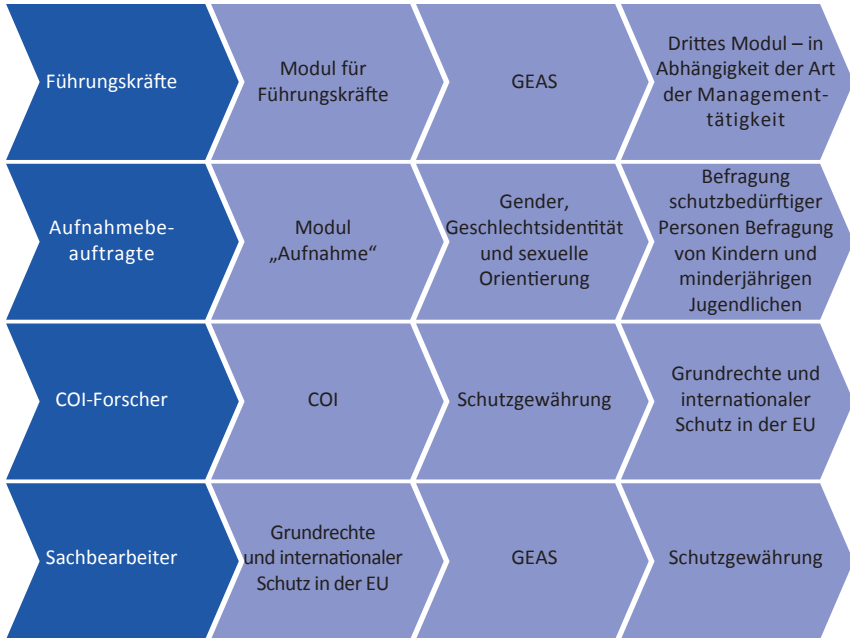 Führungskräfte
Modul für
Führungskräfte
GEAS
Drittes Modul – in
Abhängigkeit der Art
der Management-
tätigkeit
Aufnahmebe-
auftragte
Modul
„Aufnahme“
Gender,
Geschlechtsidentität
und sexuelle
Orientierung
Befragung
schutzbedürftiger
Personen Befragung
von Kindern und
minderjährigen
Jugendlichen
COI-Forscher
COI
Schutzgewährung
Grundrechte und
internationaler
Schutz in der EU
Sachbearbeiter
Grundrechte
und internationaler
Schutz in der EU
GEAS
Schutzgewährung